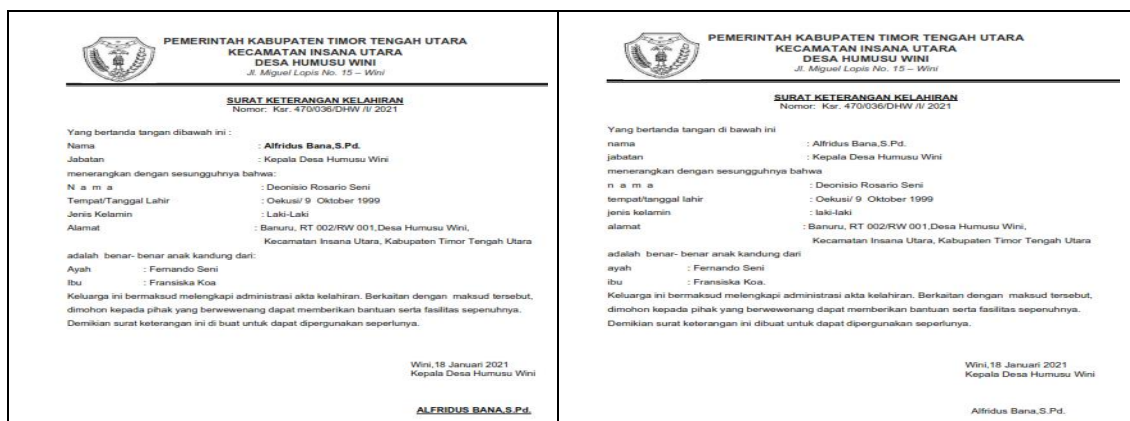 PEMERINTAH KABUPATEN TIMOR TENGAH UTARA
KECAMATAN INSANA UTARA
DESA HUMUSU WINI
Jl. Miguel Lopis No. 15 – Wini
SURAT KETERANGAN KELAHIRAN
Nomor: Ksr. 470/036/DHW /I/ 2021
Yang bertanda tangan dibawah ini :
Nama : Alfridus Bana,S.Pd.
Jabatan : Kepala Desa Humusu Wini
menerangkan dengan sesungguhnya bahwa:
N a m a : Deonisio Rosario Seni
Tempat/Tanggal Lahir : Oekusi/ 9 Oktober 1999
Jenis Kelamin : Laki-Laki
Alamat : Banuru, RT 002/RW 001,Desa Humusu Wini,
Kecamatan Insana Utara, Kabupaten Timor Tengah Utara
adalah benar- benar anak kandung dari:
Ayah : Fernando Seni
Ibu : Fransiska Koa
Keluarga ini bermaksud melengkapi administrasi akta kelahiran. Berkaitan dengan maksud tersebut,
dimohon kepada pihak yang berwewenang dapat memberikan bantuan serta fasilitas sepenuhnya.
Demikian surat keterangan ini di buat untuk dapat dipergunakan seperlunya.
Wini,18 Januari 2021
Kepala Desa Humusu Wini
ALFRIDUS BANA,S.Pd.
PEMERINTAH KABUPATEN TIMOR TENGAH UTARA
KECAMATAN INSANA UTARA
DESA HUMUSU WINI
Jl. Miguel Lopis No. 15 – Wini
SURAT KETERANGAN KELAHIRAN
Nomor: Ksr. 470/036/DHW /I/ 2021
Yang bertanda tangan di bawah ini
nama : Alfridus Bana,S.Pd.
jabatan : Kepala Desa Humusu Wini
menerangkan dengan sesungguhnya bahwa
n a m a : Deonisio Rosario Seni
tempat/tanggal lahir : Oekusi/ 9 Oktober 1999
jenis kelamin : laki-laki
alamat : Banuru, RT 002/RW 001,Desa Humusu Wini,
Kecamatan Insana Utara, Kabupaten Timor Tengah Utara
adalah benar- benar anak kandung dari
ayah : Fernando Seni
ibu : Fransiska Koa.
Keluarga ini bermaksud melengkapi administrasi akta kelahiran. Berkaitan dengan maksud tersebut,
dimohon kepada pihak yang berwewenang dapat memberikan bantuan serta fasilitas sepenuhnya.
Demikian surat keterangan ini dibuat untuk dapat dipergunakan seperlunya.
Wini,18 Januari 2021
Kepala Desa Humusu Wini
Alfridus Bana,S.Pd.